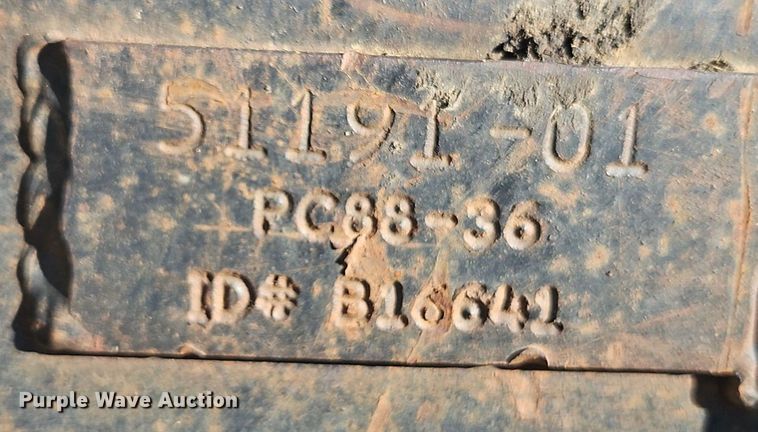 51191-01
PC88-36
ID# B16641
Purple Wave Auction